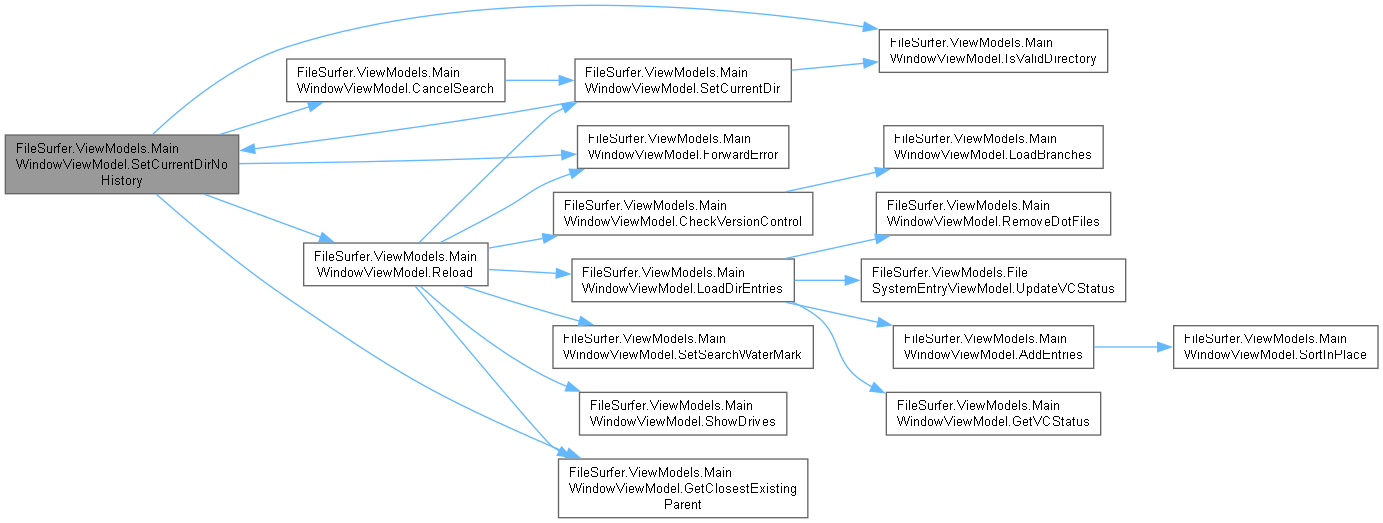 FileSurfer.ViewModels.Main
WindowViewModel.SetCurrentDirNo
History
FileSurfer.ViewModels.Main
WindowViewModel.CancelSearch
FileSurfer.ViewModels.Main
WindowViewModel.Reload
FileSurfer.ViewModels.Main
WindowViewModel.SetCurrentDir
FileSurfer.ViewModels.Main
WindowViewModel.ForwardError
FileSurfer.ViewModels.Main
WindowViewModel.CheckVersionControl
FileSurfer.ViewModels.Main
WindowViewModel.LoadDirEntries
FileSurfer.ViewModels.Main
WindowViewModel.SetSearchWaterMark
FileSurfer.ViewModels.Main
WindowViewModel.ShowDrives
FileSurfer.ViewModels.Main
WindowViewModel.GetClosestExisting
Parent
FileSurfer.ViewModels.Main
WindowViewModel.IsValidDirectory
FileSurfer.ViewModels.Main
WindowViewModel.LoadBranches
FileSurfer.ViewModels.Main
WindowViewModel.RemoveDotFiles
FileSurfer.ViewModels.File
SystemEntryViewModel.UpdateVCStatus
FileSurfer.ViewModels.Main
WindowViewModel.AddEntries
FileSurfer.ViewModels.Main
WindowViewModel.GetVCStatus
FileSurfer.ViewModels.Main
WindowViewModel.SortInPlace